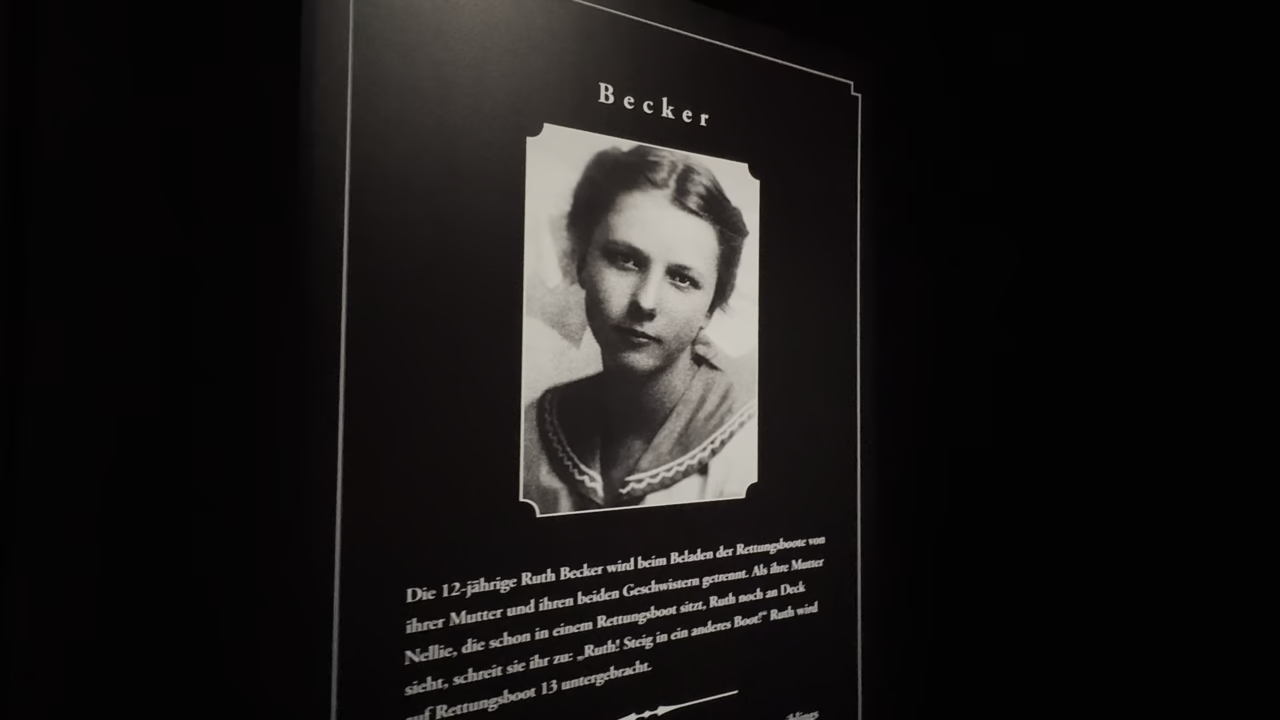 Becker
Die 12-jährige Ruth Becker wird beim Beladen der Rettungsboote von
ihrer Mutter und ihren beiden Geschwistern getrennt. Als ihre Mutter
Nellie, die schon in einem Rettungsboot sitzt, Ruth noch an Deck
sieht, schreit sie ihr zu: „Ruth! Steig in ein anderes Boot!“ Ruth wird
auf Rettungsboot 13 untergebracht.